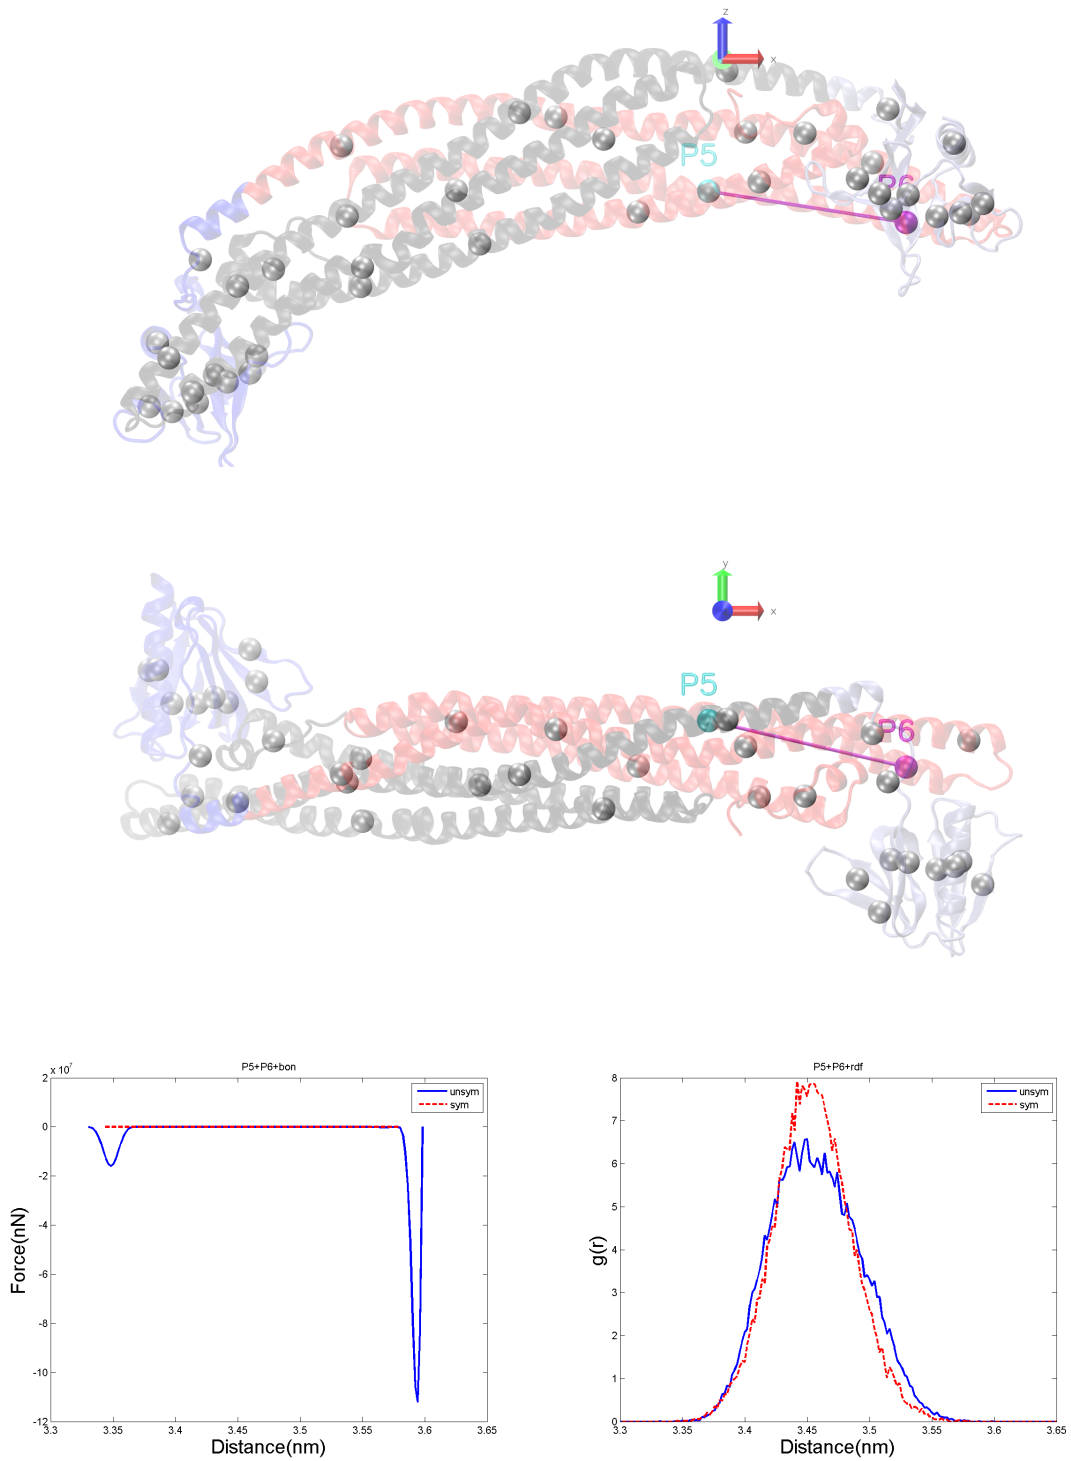 z
x
P5
P6
y
x
P5
P6
P5+P6+bon
x 10^7
unsym
sym
2
0
-2
-4
-6
-8
-10
-12
Force(nN)
3.3 3.35 3.4 3.45 3.5 3.55 3.6 3.65
Distance(nm)
P5+P6+rdf
unsym
sym
8
7
6
5
4
3
2
1
0
g(r)
3.3 3.35 3.4 3.45 3.5 3.55 3.6 3.65
Distance(nm)